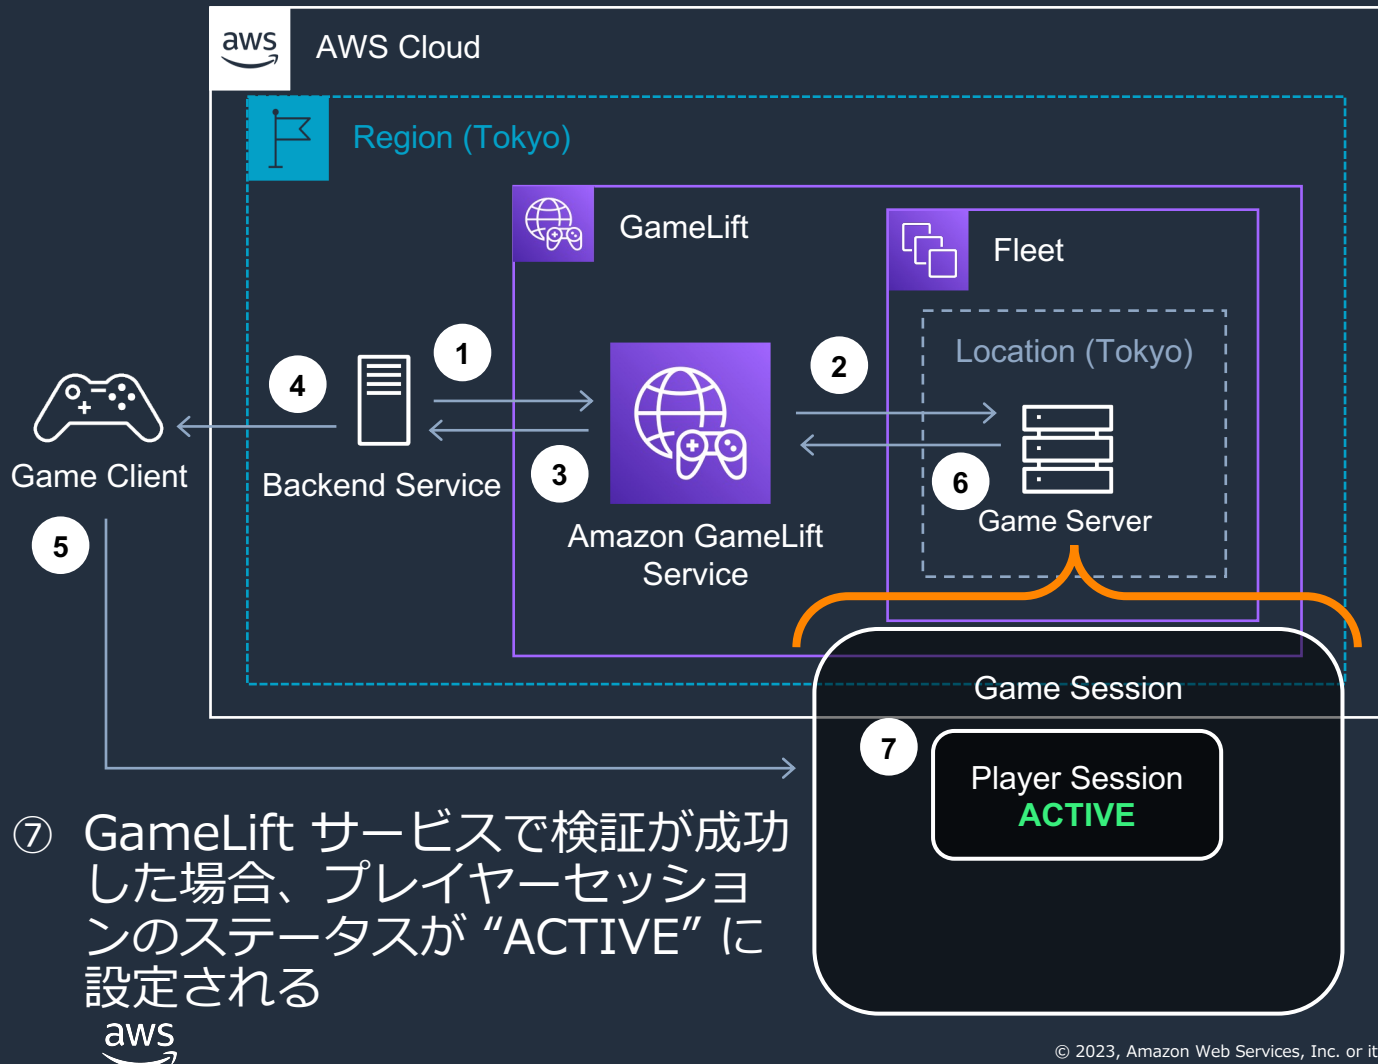 aws
AWS Cloud
Region (Tokyo)
GameLift
Fleet
Location (Tokyo)
1
2
4
3
6
Game Client
Backend Service
Game Server
5
Amazon GameLift
Service
Game Session
7
Player Session
ACTIVE
⑦ GameLift サービスで検証が成功
した場合、プレイヤーセッショ
ンのステータスが “ACTIVE” に
設定される
aws
© 2023, Amazon Web Services, Inc. or it